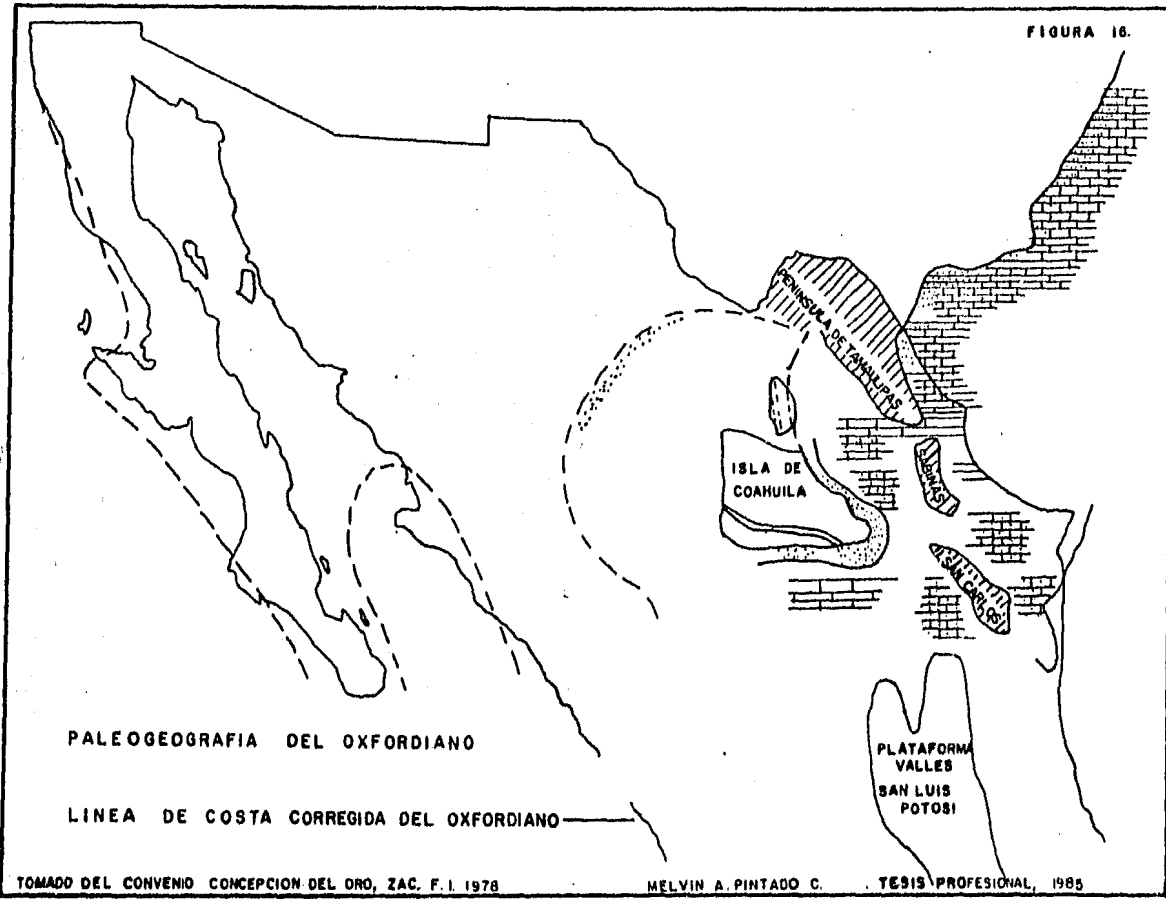 FIGURA 16.
PENINSULA DE TAMAULIPAS
ISLA DE
COAHUILA
SABINAS
SAN CARLOS
PLATAFORMA
VALLES
SAN LUIS
POTOSI
PALEOGEOGRAFIA DEL OXFORDIANO
LINEA DE COSTA CORREGIDA DEL OXFORDIANO
TOMADO DEL CONVENIO CONCEPCION DEL ORO, ZAC. F.I. 1978
MELVIN A. PINTADO C.
TESIS PROFESIONAL, 1985